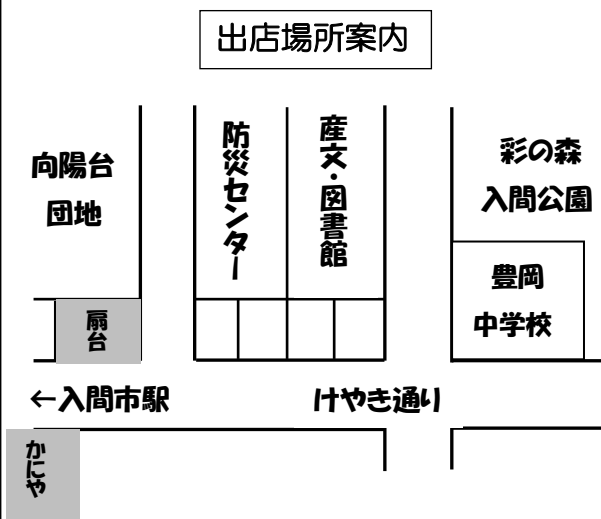 出店場所案内
向陽台
団地
防災センター
産文・図書館
彩の森
入間公園
豊岡
中学校
扇台
←入間市駅
けやき通り
かにや